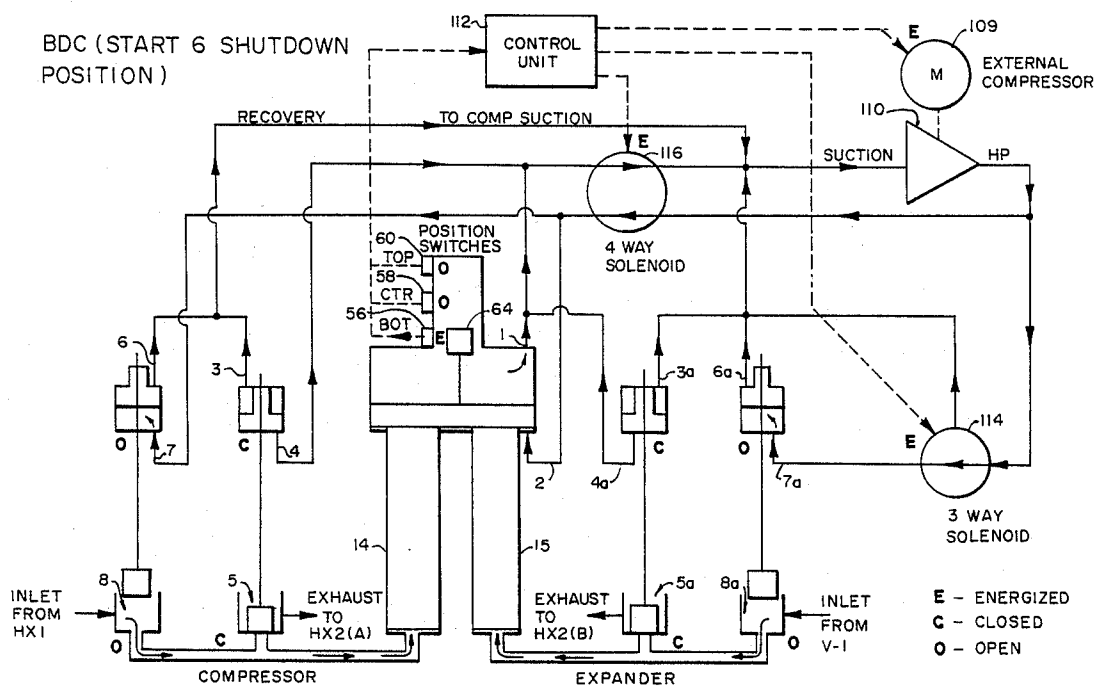 BDC (START 6 SHUTDOWN
POSITION)
112
CONTROL
UNIT
E
109
M
EXTERNAL
COMPRESSOR
110
RECOVERY
TO COMP SUCTION
E
116
SUCTION
HP
4 WAY
SOLENOID
POSITION
SWITCHES
60
TOP
O
58
CTR
O
56
BOT
E
64
1
6
3
3a
6a
O
7
C
4
2
4a
C
O
7a
E
114
3 WAY
SOLENOID
14
15
INLET
FROM
HX1
8
O
5
C
EXHAUST
TO
HX2(A)
EXHAUST
TO
HX2(B)
5a
C
8a
O
INLET
FROM
V-1
COMPRESSOR
EXPANDER
E - ENERGIZED
C - CLOSED
O - OPEN